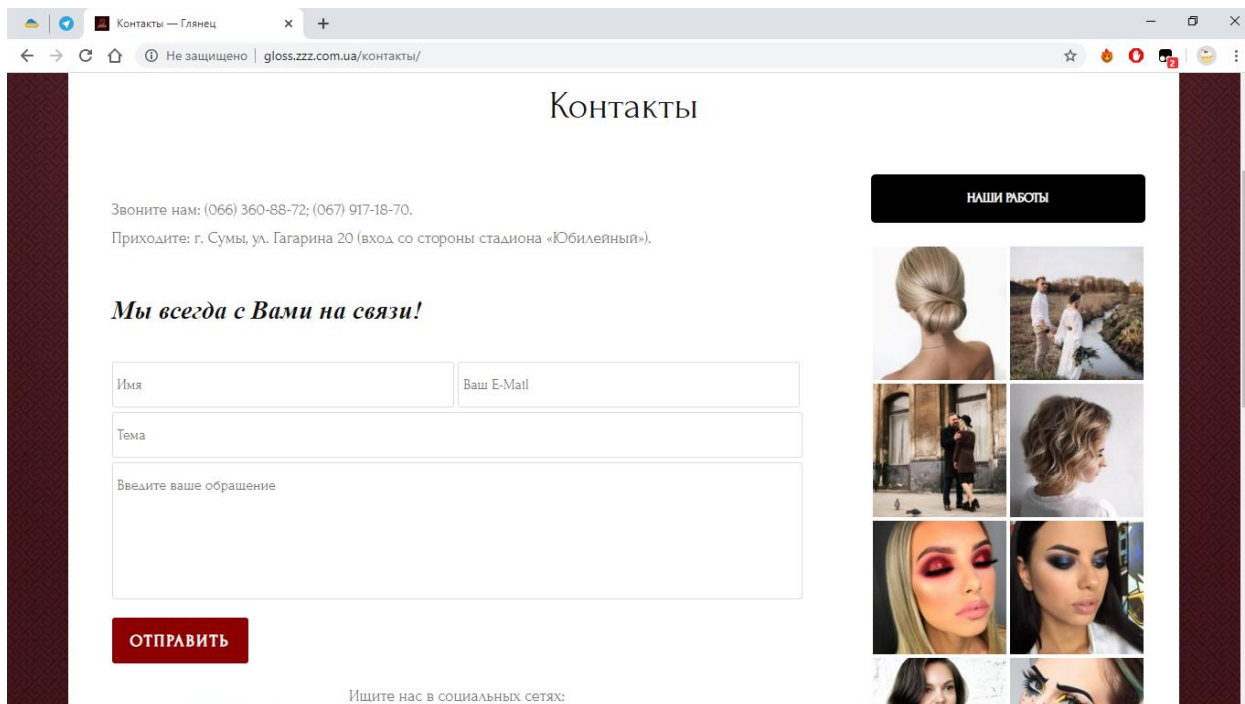 Контакты — Глянец
Не защищено | gloss.zzz.com.ua/контакты/
2
Контакты
Звоните нам: (066) 360-88-72; (067) 917-18-70.
Приходите: г. Сумы, ул. Гагарина 20 (вход со стороны стадиона «Юбилейный»).
Мы всегда с Вами на связи!
Имя
Ваш E-Matl
Тема
Введите ваше обращение
ОТПРАВИТЬ
Ищите нас в социальных сетях:
НАШИ РАБОТЫ